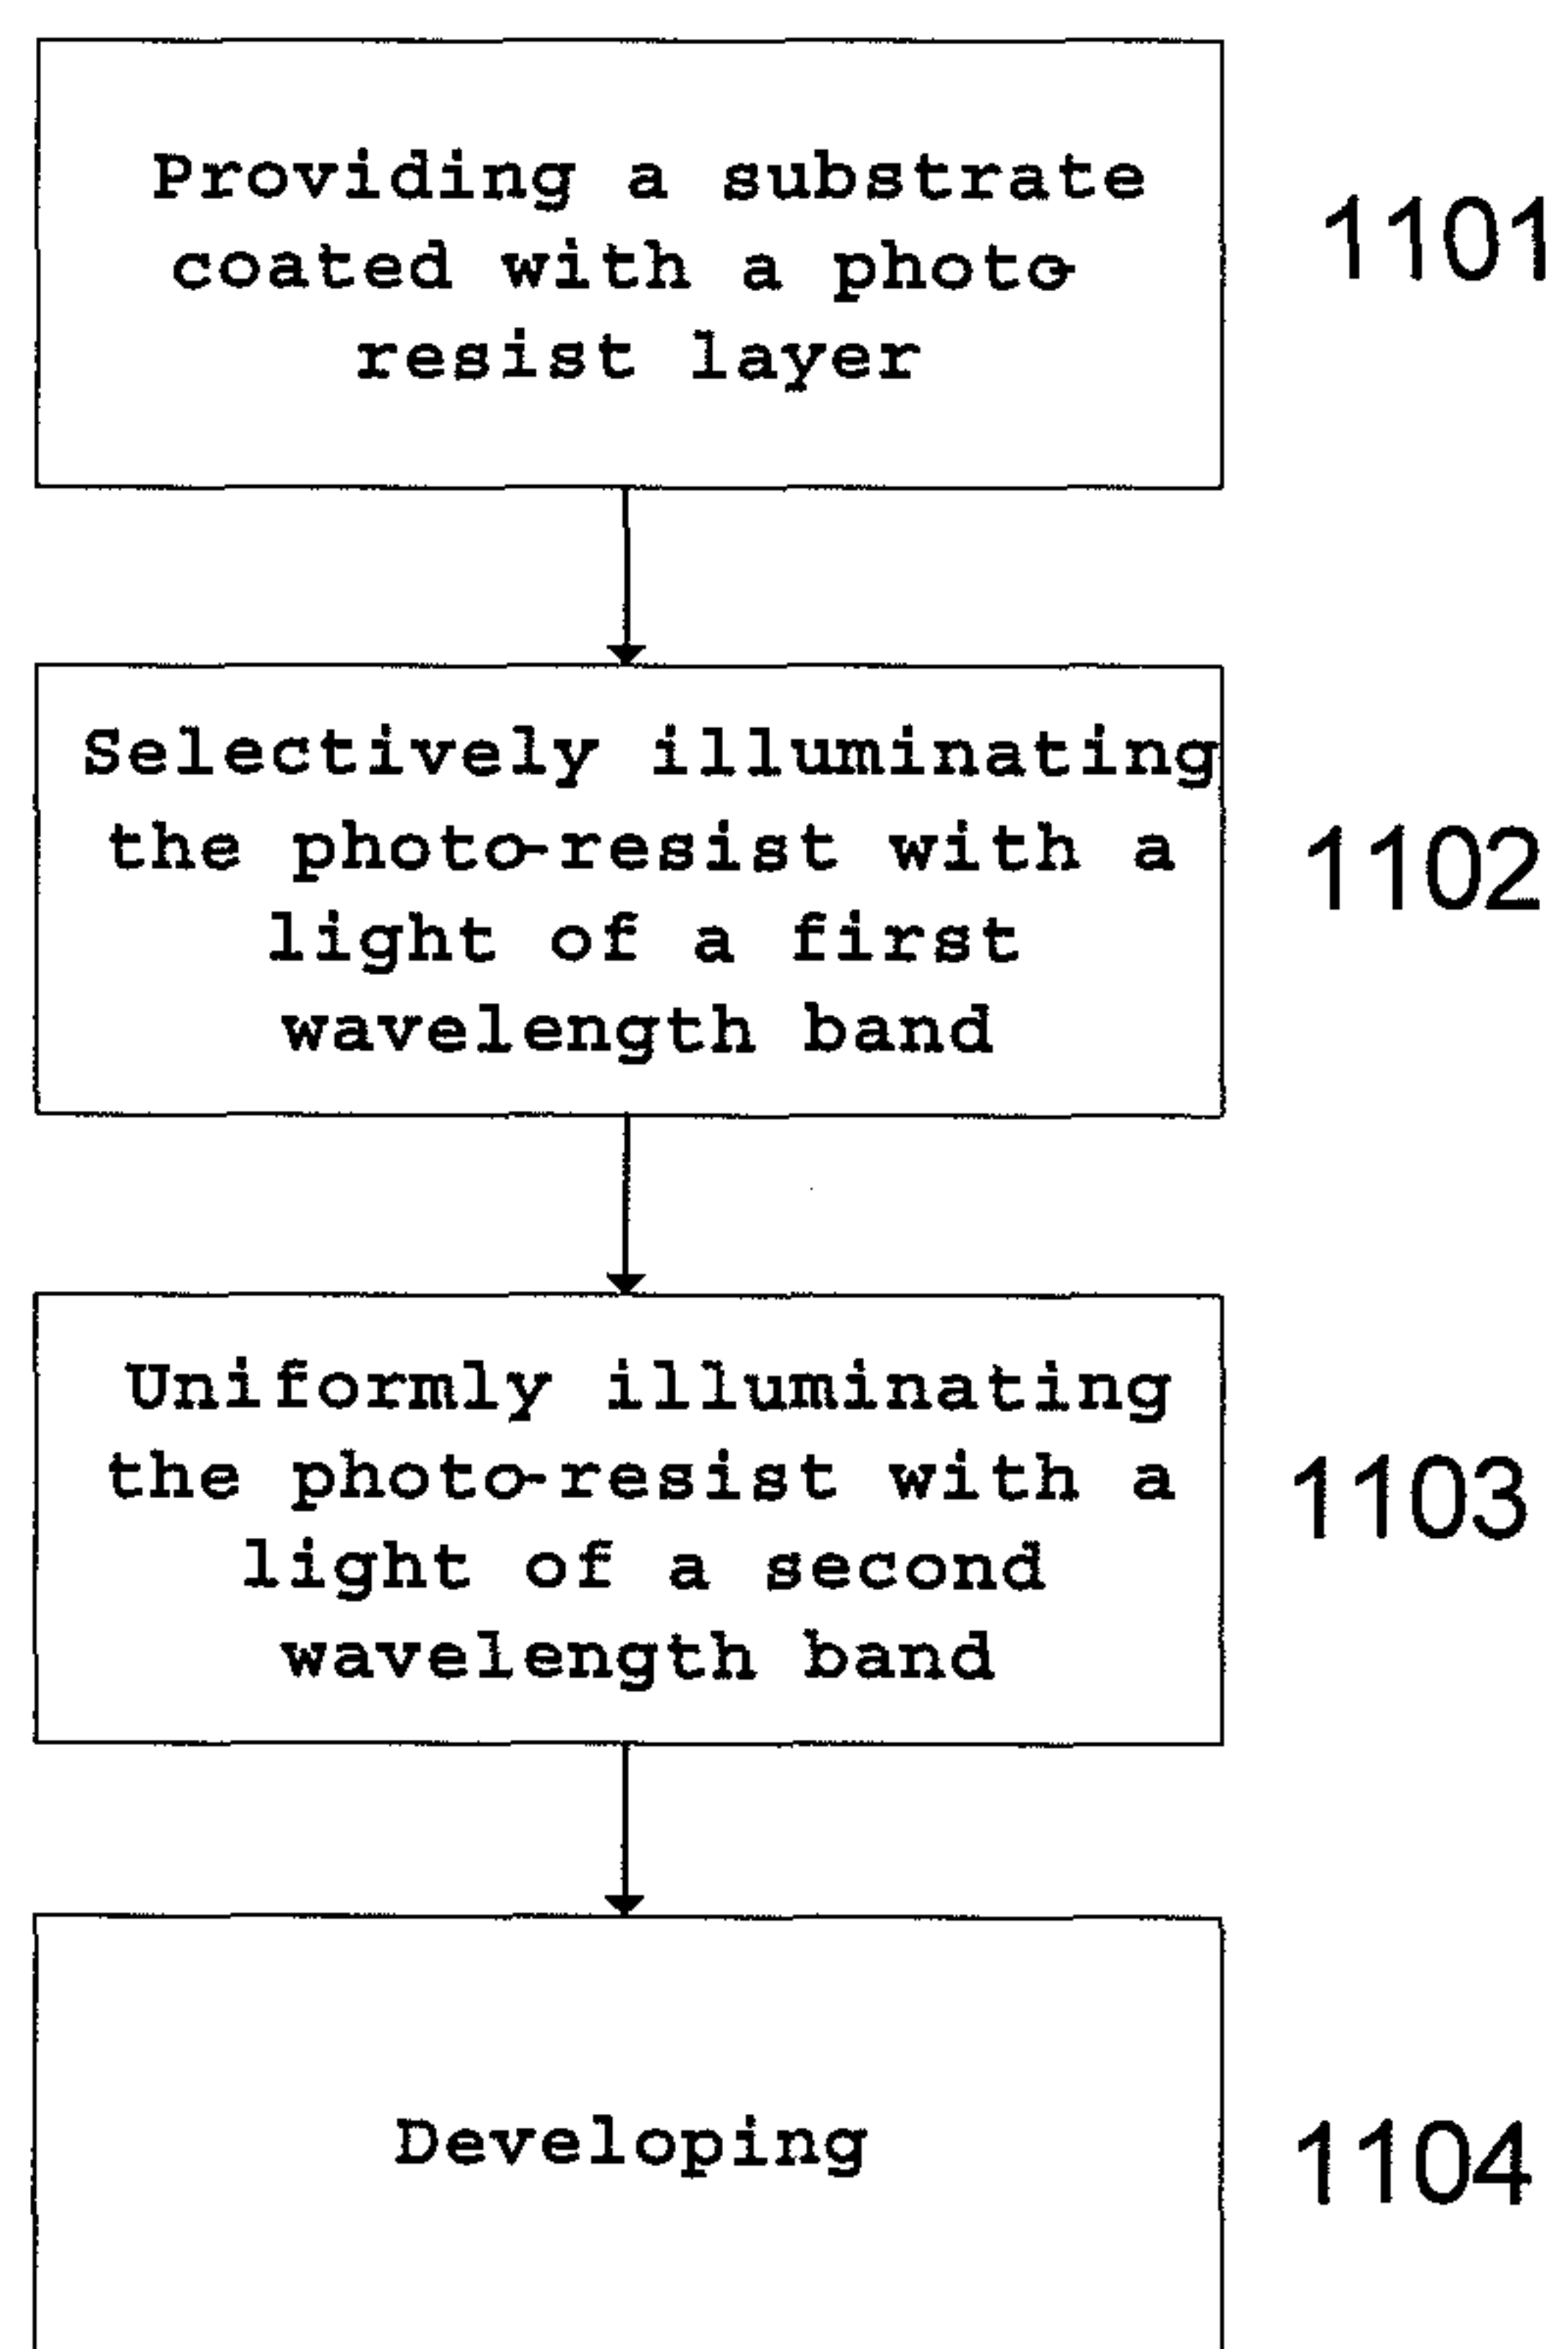 Providing a substrate
coated with a photo-
resist layer
1101
Selectively illuminating
the photo-resist with a
light of a first
wavelength band
1102
Uniformly illuminating
the photo-resist with a
light of a second
wavelength band
1103
Developing
1104